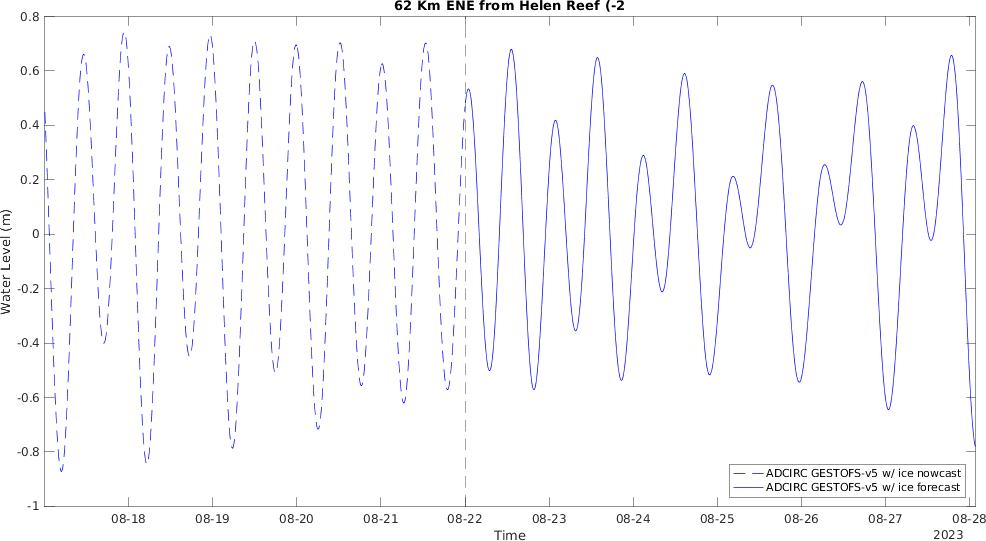 62 Km ENE from Helen Reef (-2
0.8
0.6
0.4
0.2
0
-0.2
-0.4
-0.6
-0.8
-1
Water Level (m)
ADCIRC GESTOFS-v5 w/ ice nowcast
ADCIRC GESTOFS-v5 w/ ice forecast
08-18 08-19 08-20 08-21 08-22 08-23 08-24 08-25 08-26 08-27 08-28
Time
2023